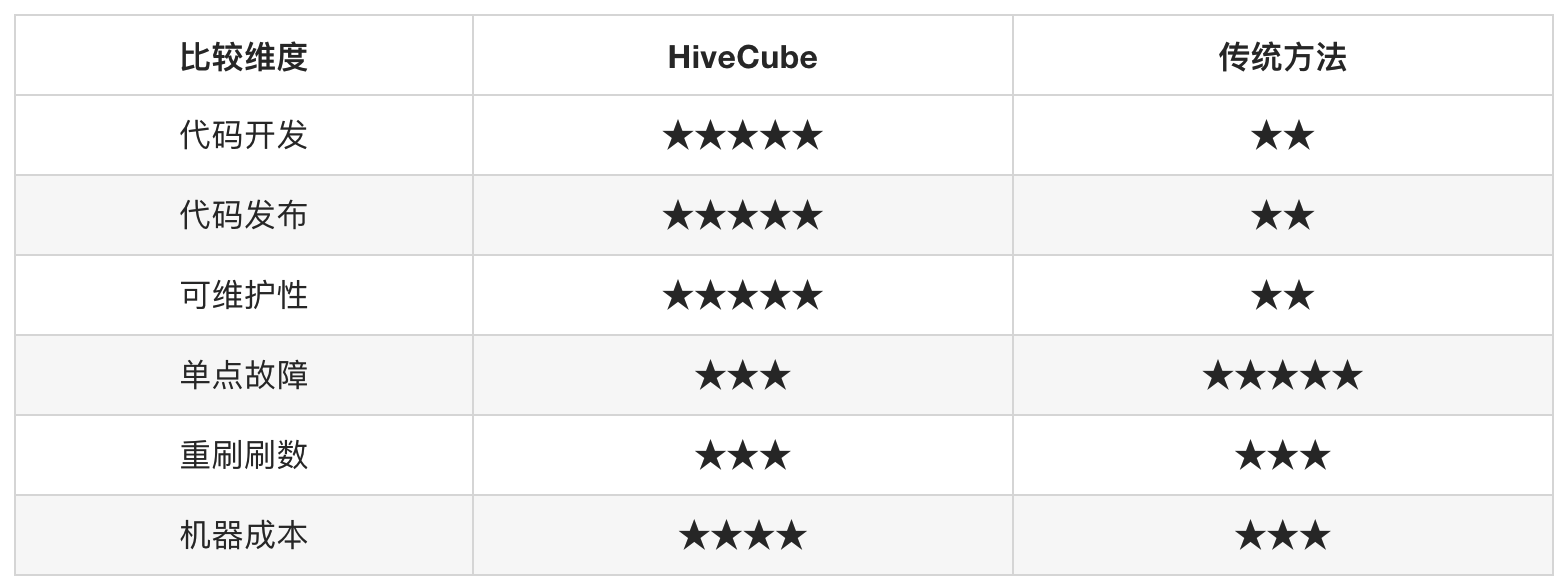 比较维度 HiveCube 传统方法
代码开发 ★★★★★ ★★
代码发布 ★★★★★ ★★
可维护性 ★★★★★ ★★
单点故障 ★★★ ★★★★★
重刷刷数 ★★★ ★★★
机器成本 ★★★★ ★★★